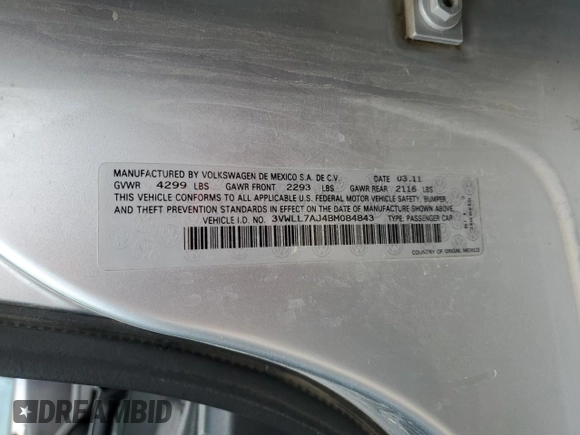 MANUFACTURED BY VOLKSWAGEN DE MEXICO S.A. DE C.V. DATE 03.11
GVWR 4299 LBS GAWR FRONT 2293 LBS GAWR REAR 2116 LBS
THIS VEHICLE CONFORMS TO ALL APPLICABLE U.S. FEDERAL MOTOR VEHICLE SAFETY, BUMPER,
AND THEFT PREVENTION STANDARDS IN EFFECT ON THE DATE OF MANUFACTURE SHOWN ABOVE.
VEHICLE I.D. NO. 3VWLL7AJ4BM084843 TYPE: PASSENGER CAR
COUNTRY OF ORIGIN: MEXICO
DREAMBID